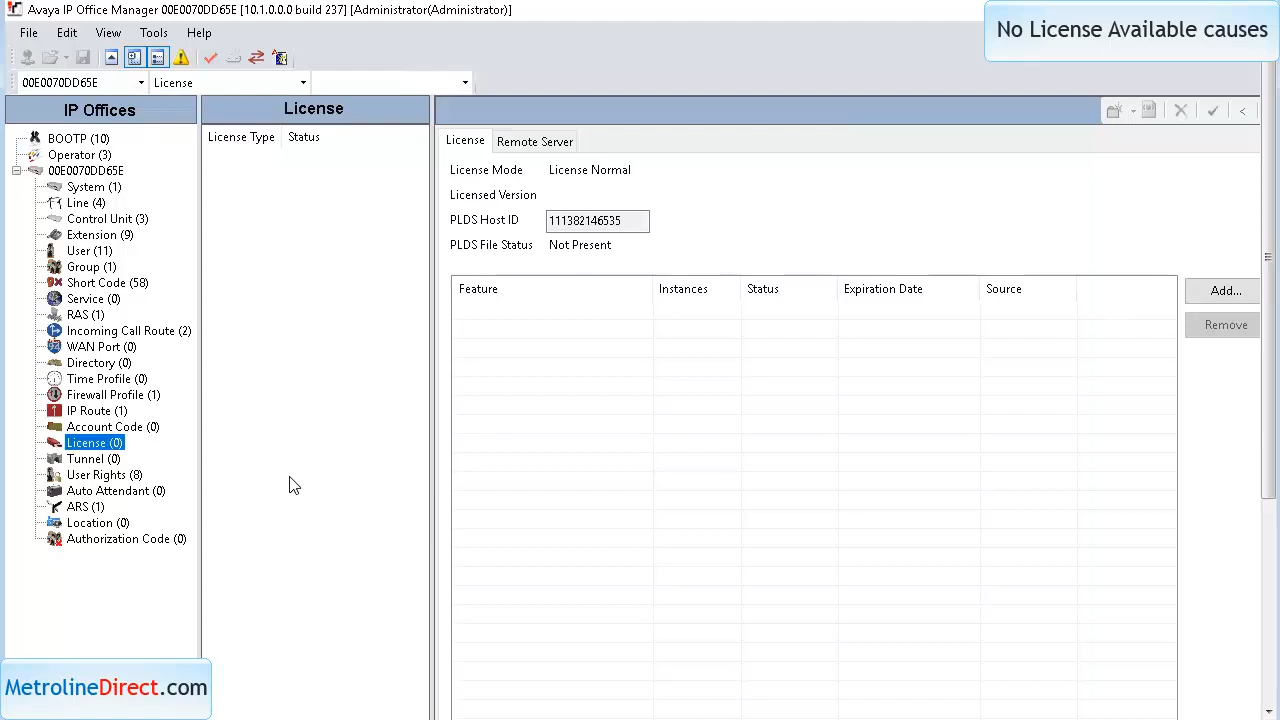 Avaya IP Office Manager 00E0070DD65E [10.1.0.0.0 build 237] [Administrator(Administrator)]
No License Available causes
File Edit View Tools Help
00E0070DD65E License
IP Offices
BOOTP (10)
Operator (3)
00E0070DD65E
System (1)
Line (4)
Control Unit (3)
Extension (9)
User (11)
Group (1)
Short Code (58)
Service (0)
RAS (1)
Incoming Call Route (2)
WAN Port (0)
Directory (0)
Time Profile (0)
Firewall Profile (1)
IP Route (1)
Account Code (0)
License (0)
Tunnel (0)
User Rights (8)
Auto Attendant (0)
ARS (1)
Location (0)
Authorization Code (0)
License
License Type Status
License Remote Server
License Mode License Normal
Licensed Version
PLDS Host ID 111382146535
PLDS File Status Not Present
Feature Instances Status Expiration Date Source
Add...
Remove
MetrolineDirect.com